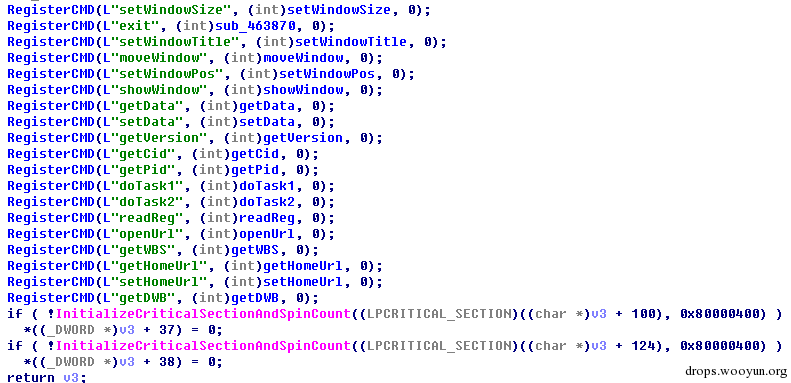 RegisterCMD(L"setWindowSize", (int)setWindowSize, 0);
RegisterCMD(L"exit", (int)sub_463870, 0);
RegisterCMD(L"setWindowTitle", (int)setWindowTitle, 0);
RegisterCMD(L"moveWindow", (int)moveWindow, 0);
RegisterCMD(L"setWindowPos", (int)setWindowPos, 0);
RegisterCMD(L"showWindow", (int)showWindow, 0);
RegisterCMD(L"getData", (int)getData, 0);
RegisterCMD(L"setData", (int)setData, 0);
RegisterCMD(L"getVersion", (int)getVersion, 0);
RegisterCMD(L"getCid", (int)getCid, 0);
RegisterCMD(L"getPid", (int)getPid, 0);
RegisterCMD(L"doTask1", (int)doTask1, 0);
RegisterCMD(L"doTask2", (int)doTask2, 0);
RegisterCMD(L"readReg", (int)readReg, 0);
RegisterCMD(L"openUrl", (int)openUrl, 0);
RegisterCMD(L"getWBS", (int)getWBS, 0);
RegisterCMD(L"getHomeUrl", (int)getHomeUrl, 0);
RegisterCMD(L"setHomeUrl", (int)setHomeUrl, 0);
RegisterCMD(L"getDWB", (int)getDWB, 0);
if ( !InitializeCriticalSectionAndSpinCount((LPCRITICAL_SECTION)((char *)v3 + 100), 0x80000400) )
*((_DWORD *)v3 + 37) = 0;
if ( !InitializeCriticalSectionAndSpinCount((LPCRITICAL_SECTION)((char *)v3 + 124), 0x80000400) )
*((_DWORD *)v3 + 38) = 0;
return v3;
drops.wooyun.org